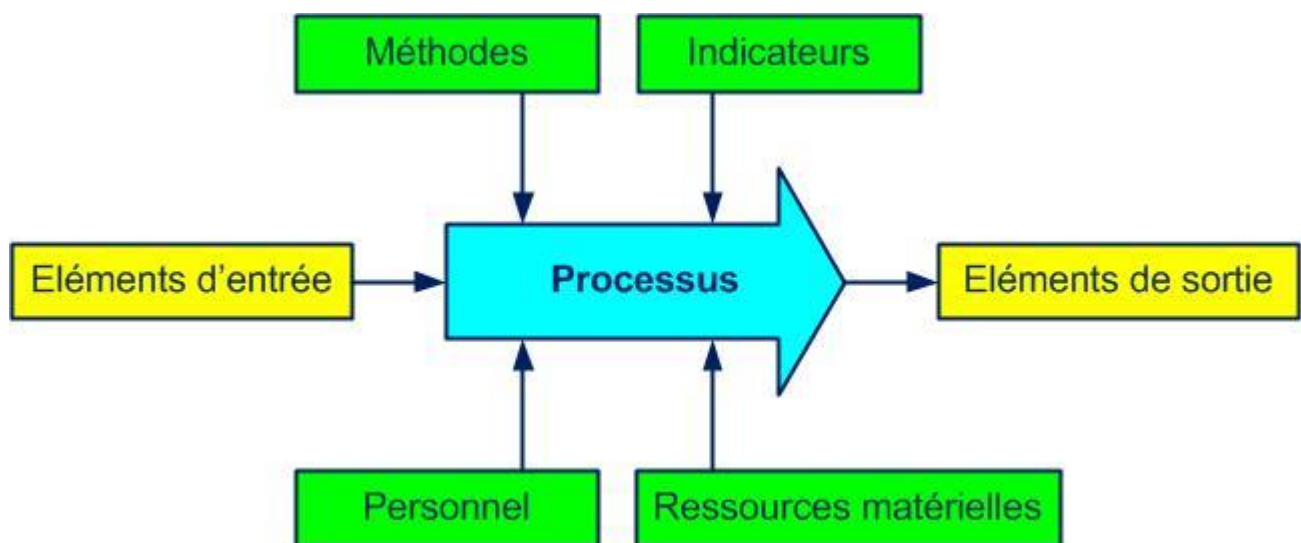 Méthodes
Indicateurs
Eléments d'entrée
Processus
Eléments de sortie
Personnel
Ressources matérielles